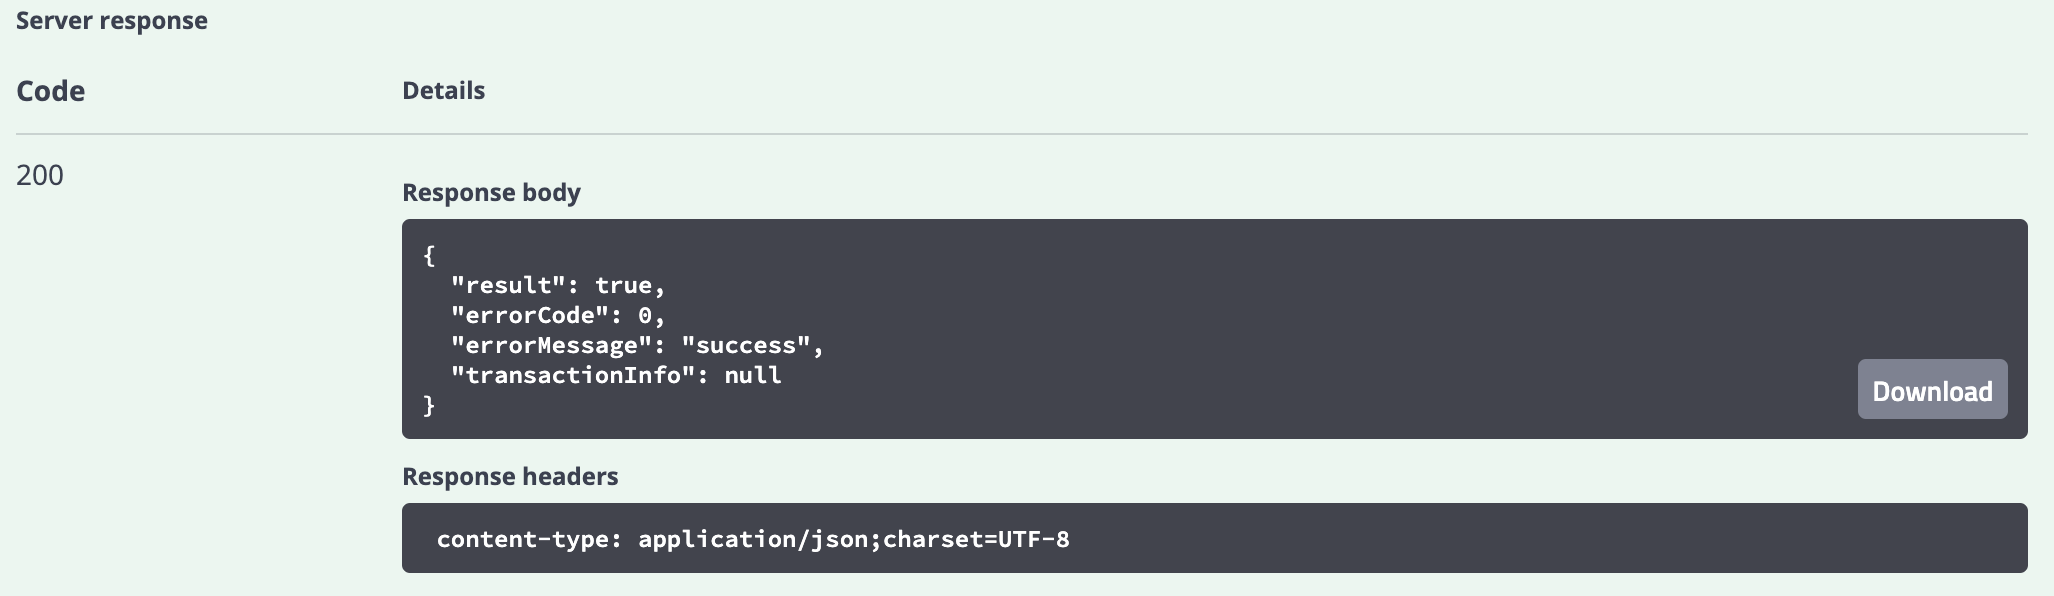 Server response
Code Details
200
Response body
{
  "result": true,
  "errorCode": 0,
  "errorMessage": "success",
  "transactionInfo": null
}
Download
Response headers
content-type: application/json;charset=UTF-8